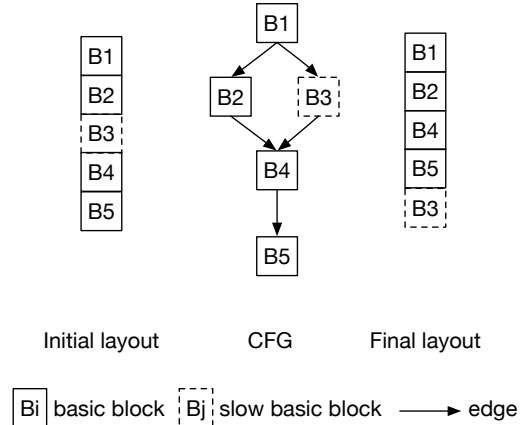 B1
B2
B3
B4
B5
B1
B2
B3
B4
B5
B1
B2
B4
B5
B3
Initial layout
CFG
Final layout
Bi basic block Bj slow basic block edge